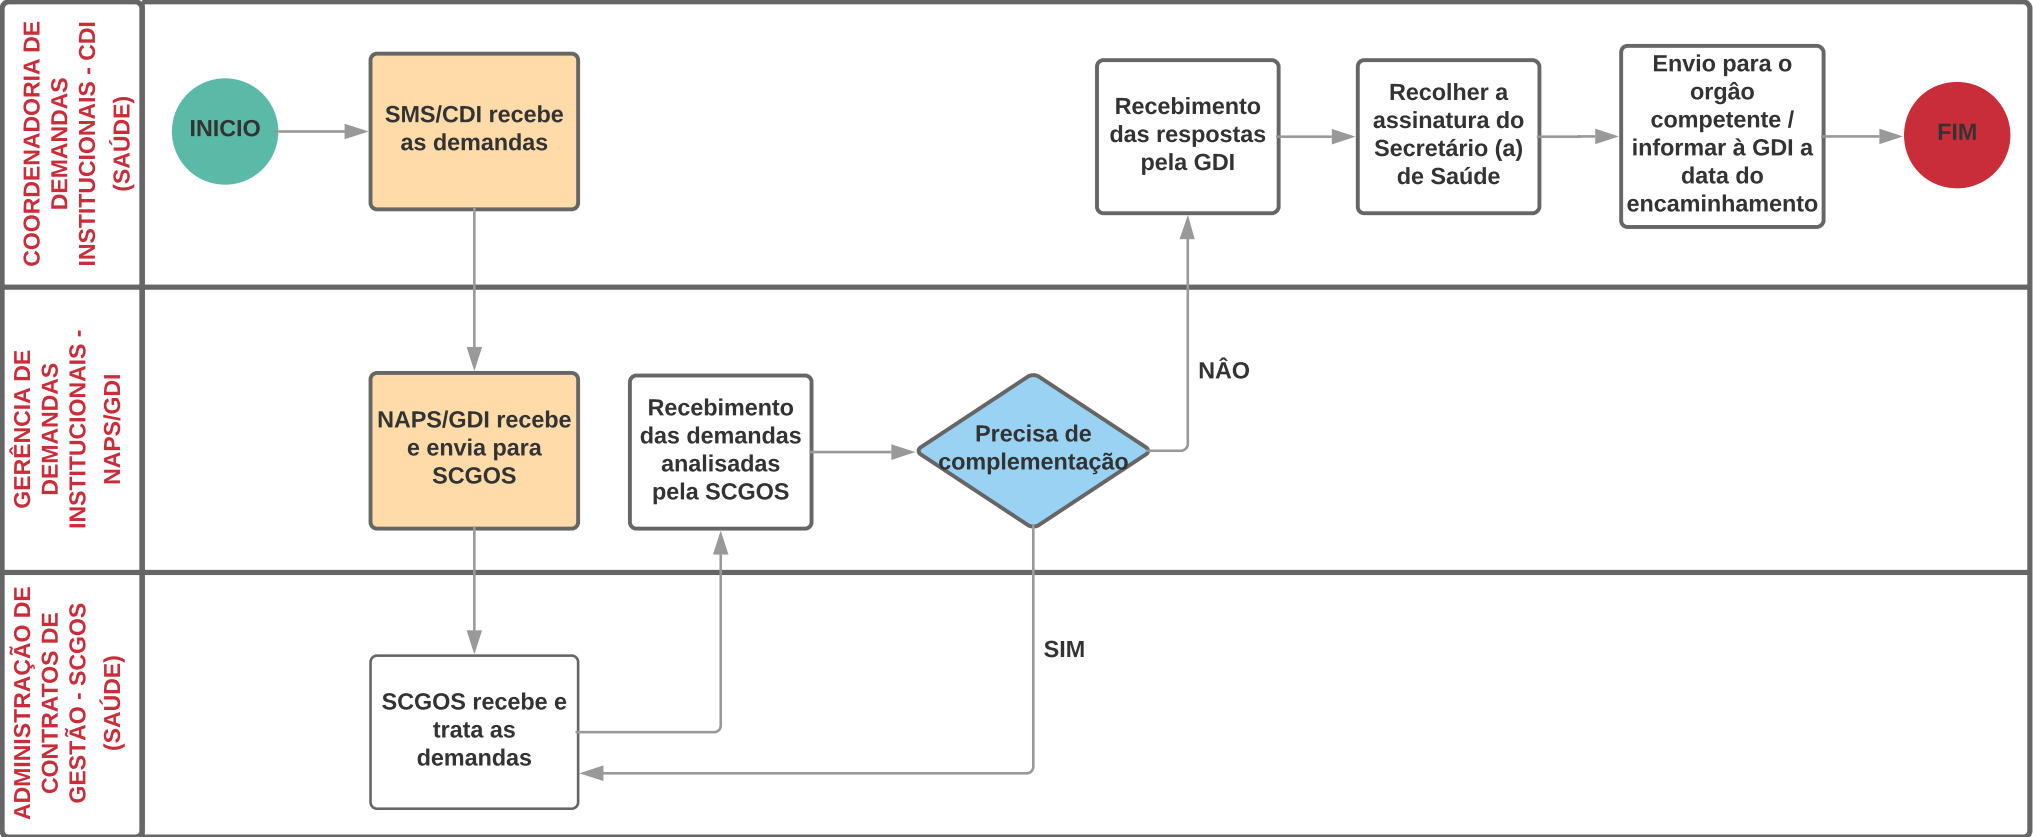 COORDENADORIA DE
DEMANDAS
INSTITUCIONAIS - CDI
(SAÚDE)
INICIO
SMS/CDI recebe
as demandas
Recebimento
das respostas
pela GDI
Recolher a
assinatura do
Secretário (a)
de Saúde
Envio para o
orgâo
competente /
informar à GDI a
data do
encaminhamento
FIM
GERÊNCIA DE
DEMANDAS
INSTITUCIONAIS -
NAPS/GDI
NAPS/GDI recebe
e envia para
SCGOS
Recebimento
das demandas
analisadas
pela SCGOS
Precisa de
complementação
NÂO
ADMINISTRAÇÃO DE
CONTRATOS DE
GESTÃO - SCGOS
(SAÚDE)
SCGOS recebe e
trata as
demandas
SIM